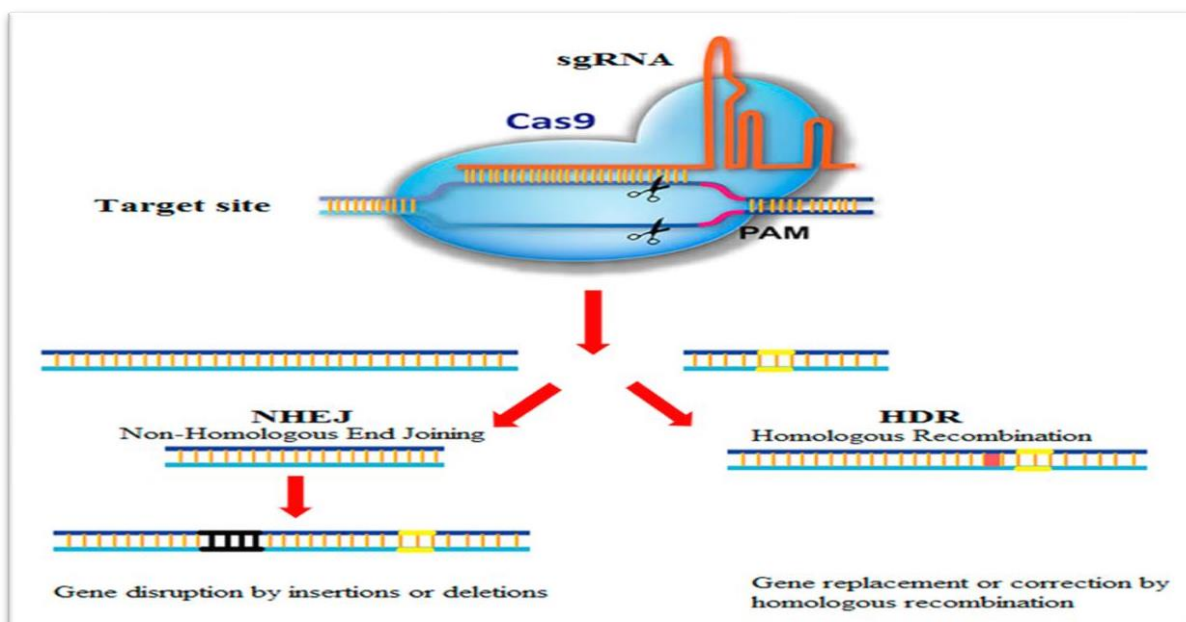 sgRNA
Cas9
Target site
PAM
NHEJ
Non-Homologous End Joining
HDR
Homologous Recombination
Gene disruption by insertions or deletions
Gene replacement or correction by
homologous recombination